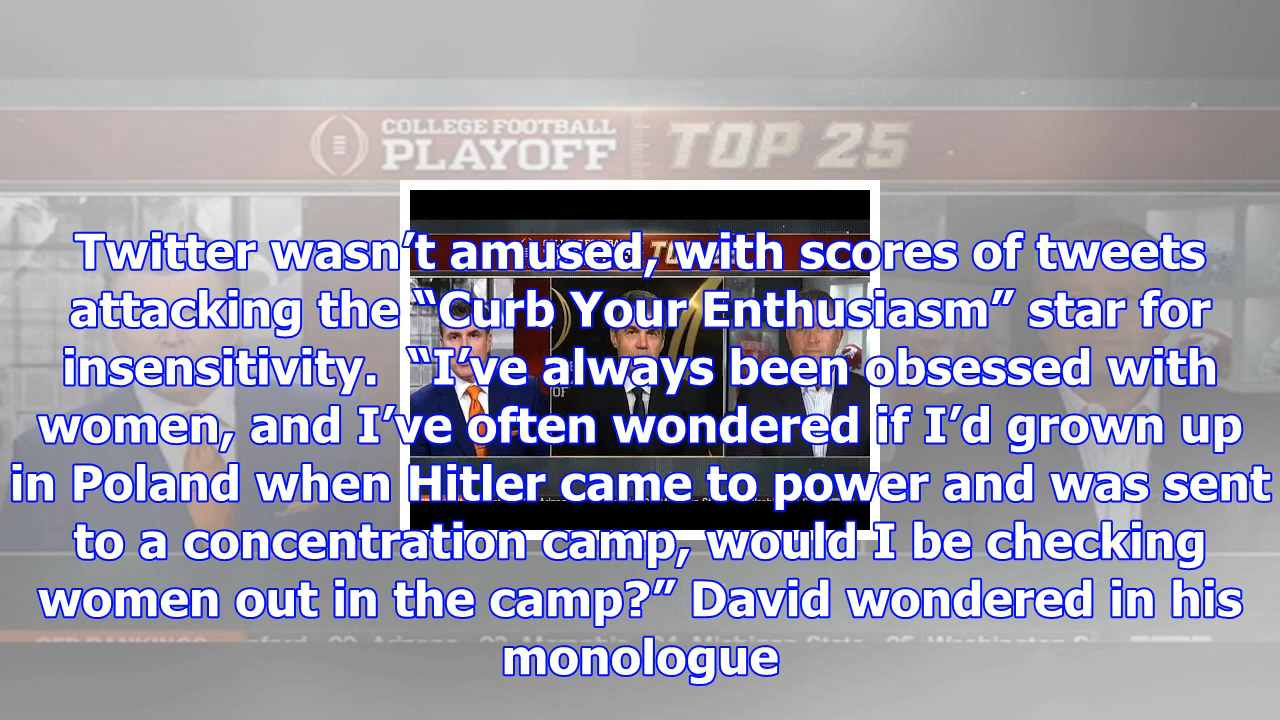 COLLEGE FOOTBALL
PLAYOFF TOP 25
Twitter wasn’t amused, with scores of tweets
attacking the “Curb Your Enthusiasm” star for
insensitivity.  “I’ve always been obsessed with
women, and I’ve often wondered if I’d grown up
in Poland when Hitler came to power and was sent
to a concentration camp, would I be checking
women out in the camp?” David wondered in his
monologue